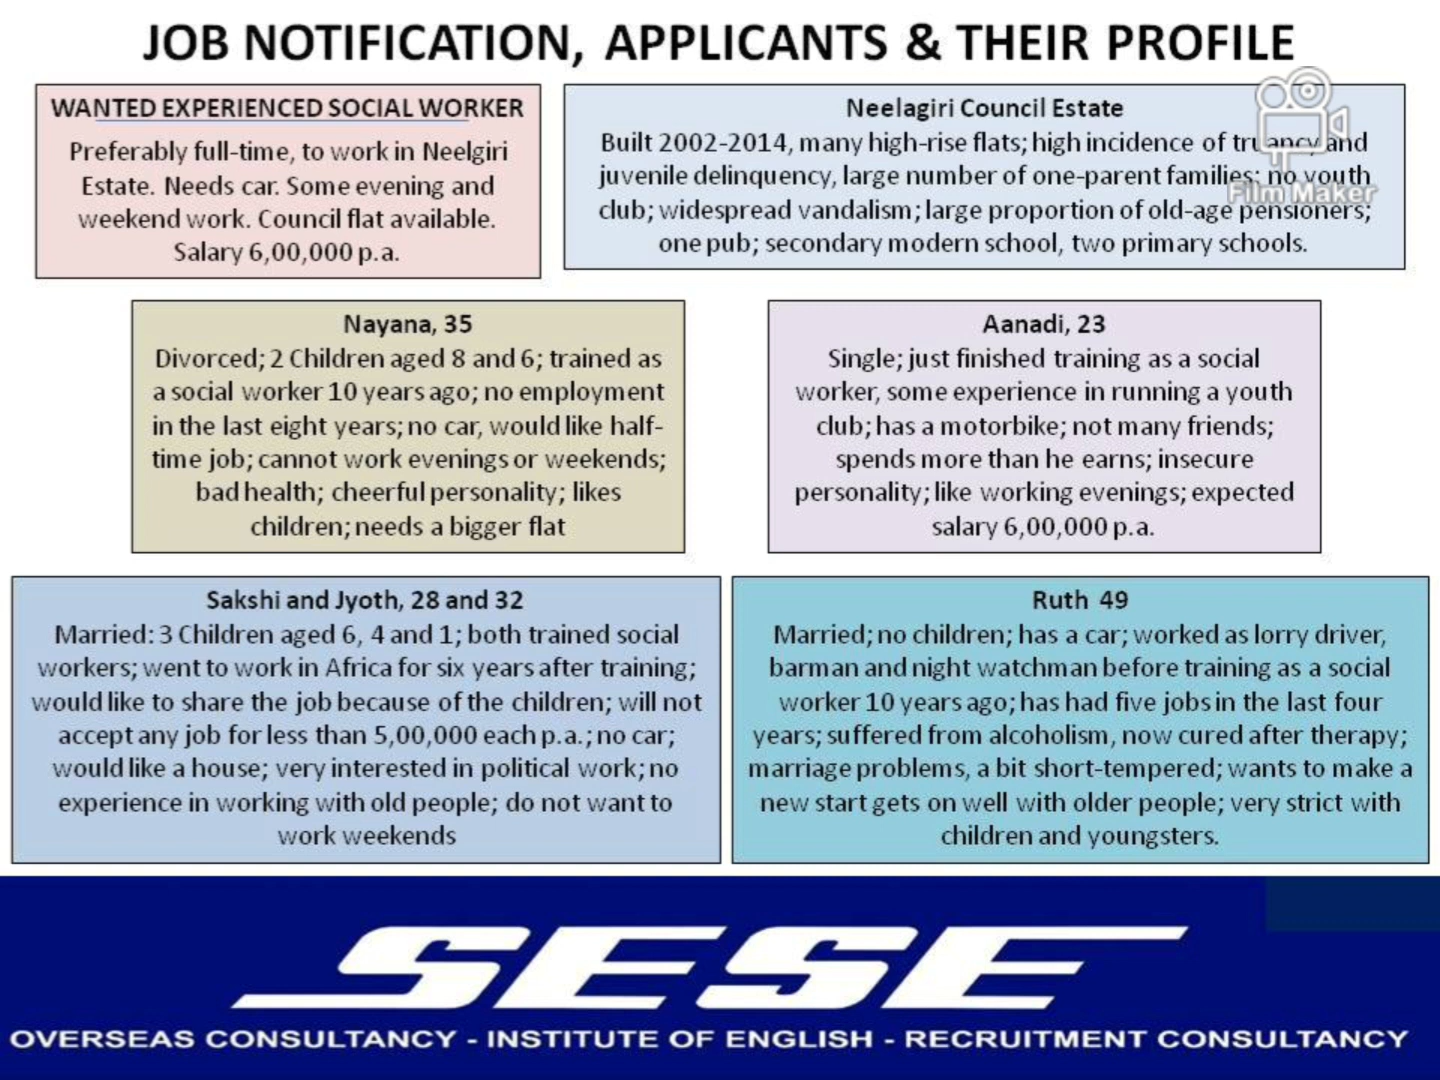 JOB NOTIFICATION, APPLICANTS & THEIR PROFILE
WANTED EXPERIENCED SOCIAL WORKER
Preferably full-time, to work in Neelgiri
Estate. Needs car. Some evening and
weekend work. Council flat available.
Salary 6,00,000 p.a.
Neelagiri Council Estate
Built 2002-2014, many high-rise flats; high incidence of truancy and
juvenile delinquency, large number of one-parent families; no youth
club; widespread vandalism; large proportion of old-age pensioners;
one pub; secondary modern school, two primary schools.
Film Maker
Nayana, 35
Divorced; 2 Children aged 8 and 6; trained as
a social worker 10 years ago; no employment
in the last eight years; no car, would like half-
time job; cannot work evenings or weekends;
bad health; cheerful personality; likes
children; needs a bigger flat
Aanadi, 23
Single; just finished training as a social
worker, some experience in running a youth
club; has a motorbike; not many friends;
spends more than he earns; insecure
personality; like working evenings; expected
salary 6,00,000 p.a.
Sakshi and Jyoth, 28 and 32
Married: 3 Children aged 6, 4 and 1; both trained social
workers; went to work in Africa for six years after training;
would like to share the job because of the children; will not
accept any job for less than 5,00,000 each p.a.; no car;
would like a house; very interested in political work; no
experience in working with old people; do not want to
work weekends
Ruth 49
Married; no children; has a car; worked as lorry driver,
barman and night watchman before training as a social
worker 10 years ago; has had five jobs in the last four
years; suffered from alcoholism, now cured after therapy;
marriage problems, a bit short-tempered; wants to make a
new start gets on well with older people; very strict with
children and youngsters.
SESE
OVERSEAS CONSULTANCY - INSTITUTE OF ENGLISH - RECRUITMENT CONSULTANCY